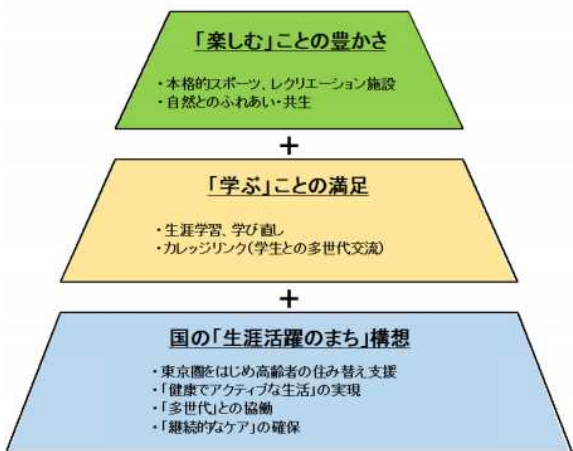 「楽しむ」ことの豊かさ
・本格的スポーツ、レクリエーション施設
・自然とのふれあい・共生
+
「学ぶ」ことの満足
・生涯学習、学び直し
・カレッジリンク(学生との多世代交流)
+
国の「生涯活躍のまち」構想
・東京圏をはじめ高齢者の住み替え支援
・「健康でアクティブな生活」の実現
・「多世代」との協働
・「継続的なケア」の確保